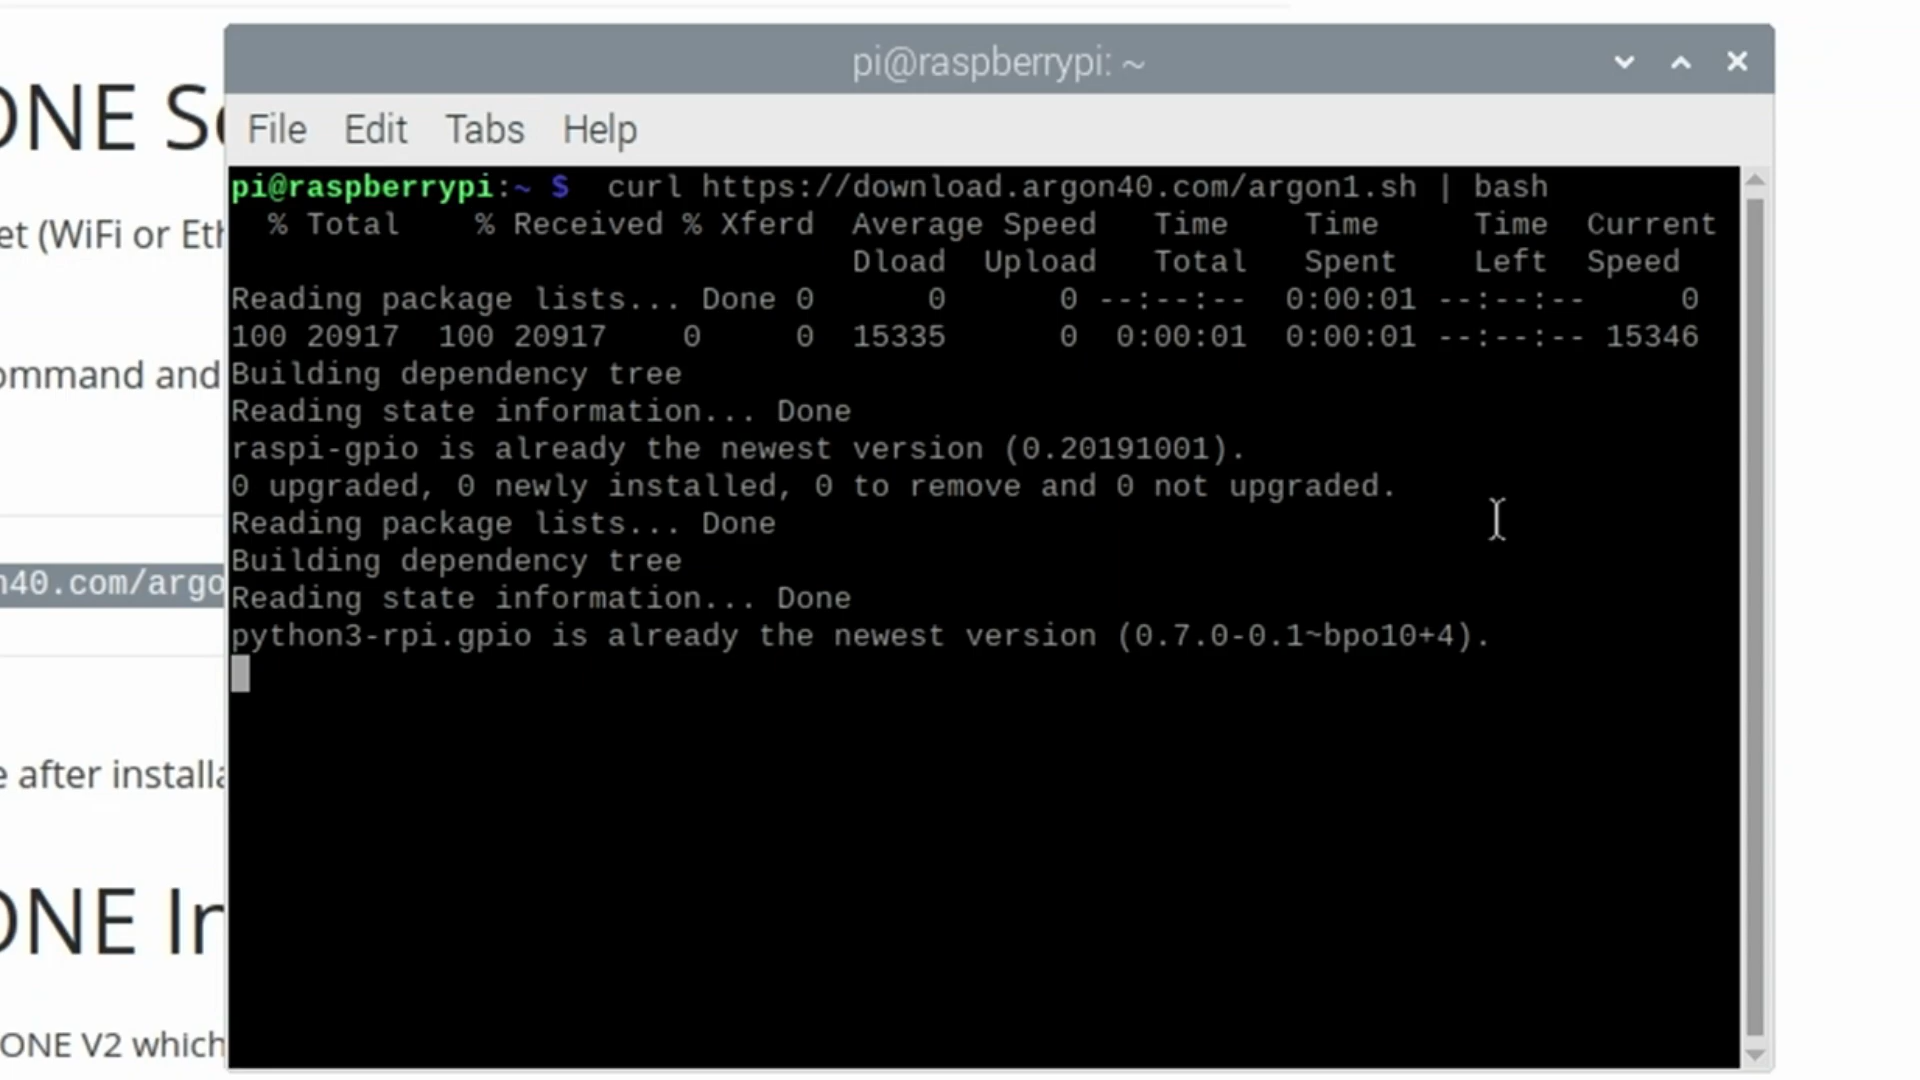 pi@raspberrypi: ~
File Edit Tabs Help
pi@raspberrypi:~ $  curl https://download.argon40.com/argon1.sh | bash
  % Total    % Received % Xferd  Average Speed   Time    Time     Time  Current
                                 Dload  Upload   Total   Spent    Left  Speed
Reading package lists... Done 0      0      0 --:--:--  0:00:01 --:--:--     0
100 20917  100 20917    0     0  15335      0  0:00:01  0:00:01 --:--:-- 15346
Building dependency tree
Reading state information... Done
raspi-gpio is already the newest version (0.20191001).
0 upgraded, 0 newly installed, 0 to remove and 0 not upgraded.
Reading package lists... Done
Building dependency tree
Reading state information... Done
python3-rpi.gpio is already the newest version (0.7.0-0.1~bpo10+4).
ONE S
et (WiFi or Eth
ommand and
n40.com/argo
e after installa
ONE In
ONE V2 which